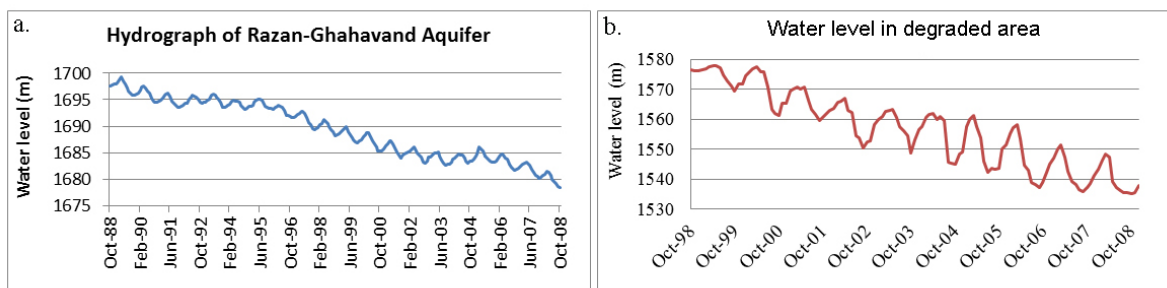 a.
Hydrograph of Razan-Ghahavand Aquifer
Water level (m)
1700
1695
1690
1685
1680
1675
Oct-88
Feb-90
Jun-91
Oct-92
Feb-94
Jun-95
Oct-96
Feb-98
Jun-99
Oct-00
Feb-02
Jun-03
Oct-04
Feb-06
Jun-07
Oct-08
b.
Water level in degraded area
Water level (m)
1580
1570
1560
1550
1540
1530
Oct-98
Oct-99
Oct-00
Oct-01
Oct-02
Oct-03
Oct-04
Oct-05
Oct-06
Oct-07
Oct-08